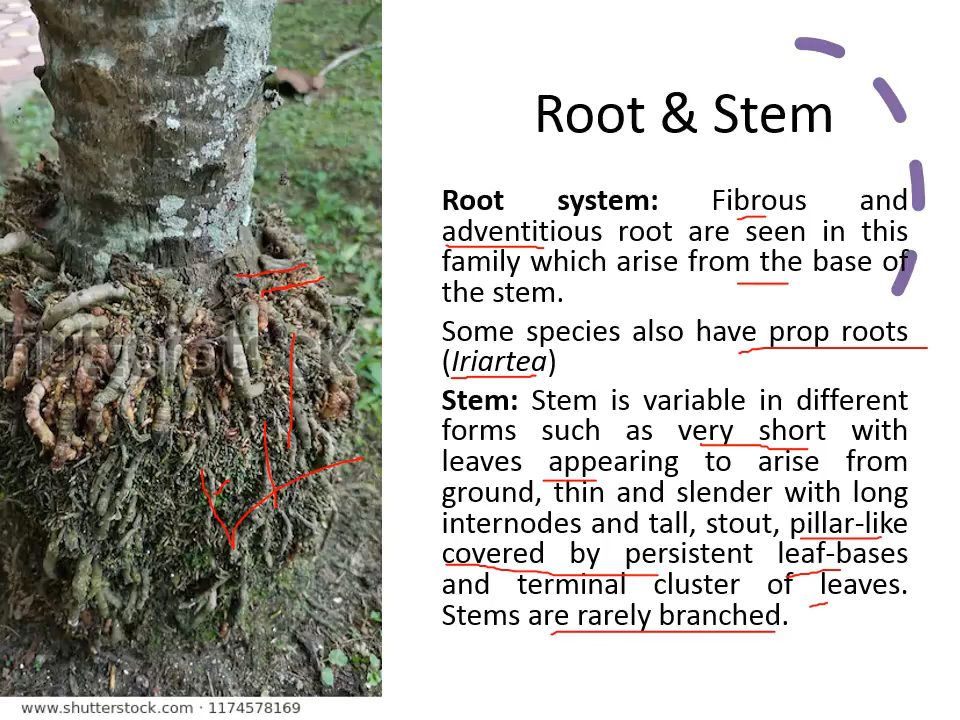 Root & Stem
Root system: Fibrous and
adventitious root are seen in this
family which arise from the base of
the stem.
Some species also have prop roots
(Iriartea)
Stem: Stem is variable in different
forms such as very short with
leaves appearing to arise from
ground, thin and slender with long
internodes and tall, stout, pillar-like
covered by persistent leaf-bases
and terminal cluster of leaves.
Stems are rarely branched.
www.shutterstock.com · 1174578169